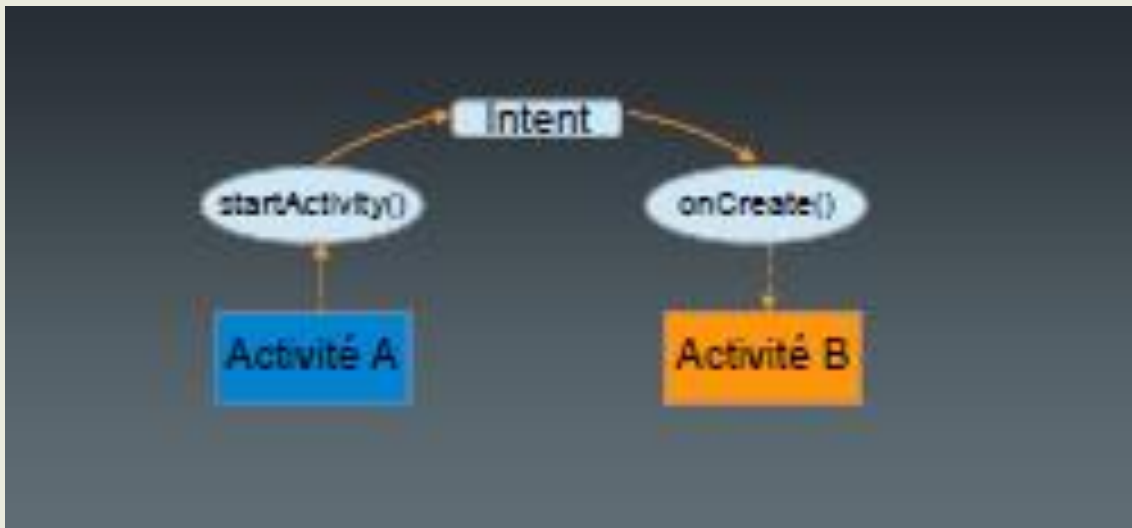 Intent
startActivity()
onCreate()
Activité A
Activité B